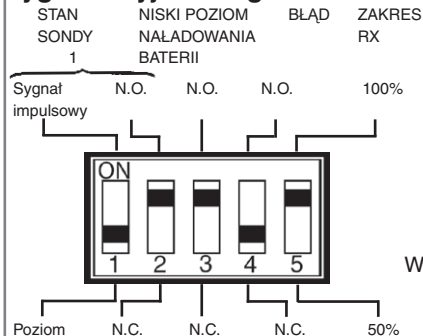 STAN NISKI POZIOM BŁĄD ZAKRES
SONDY NAŁADOWANIA RX
1 BATERII
Sygnał N.O. N.O. N.O. 100%
impulsowy
ON
1 2 3 4 5
W
Poziom N.C. N.C. N.C. 50%